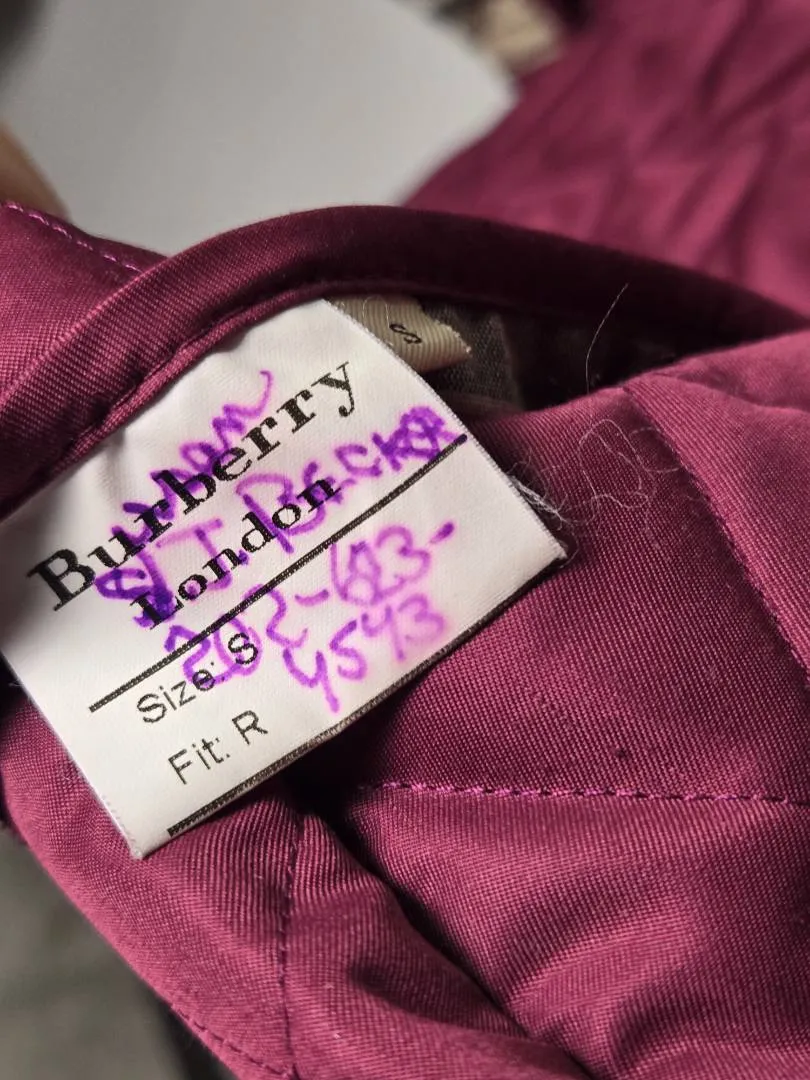 S
Burberry
London
202-623-
4543
Size: S
Fit: R